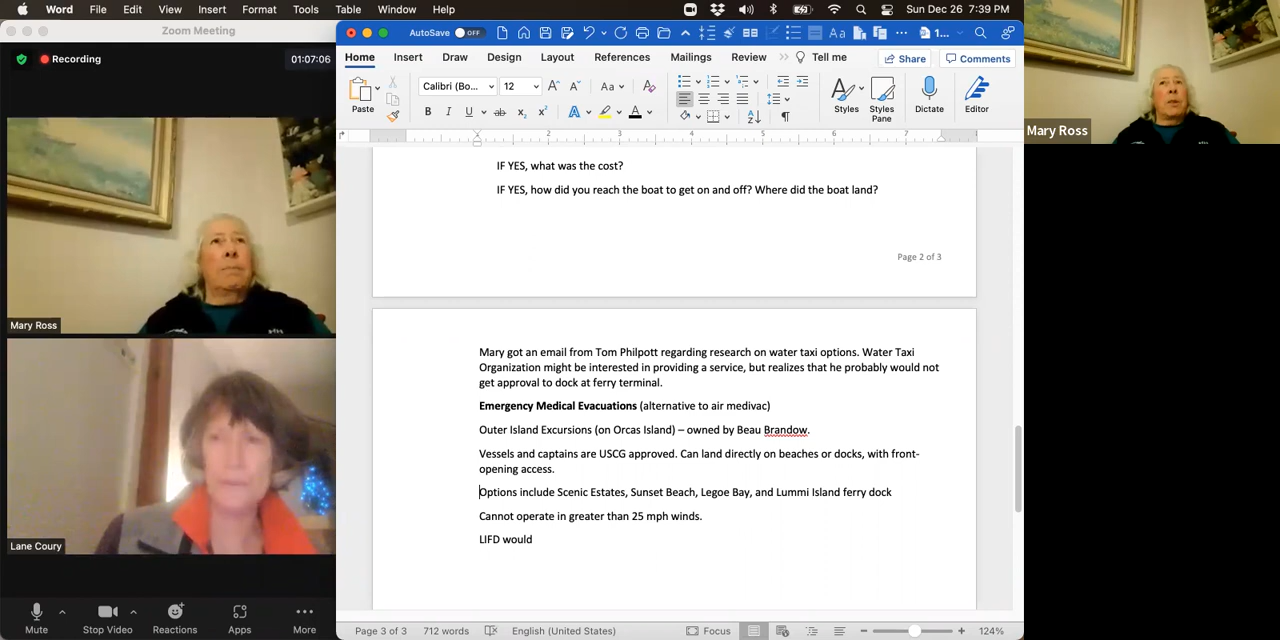 Word File Edit View Insert Format Tools Table Window Help Sun Dec 26 7:39 PM
Zoom Meeting
Recording 01:07:06
Mary Ross
Lane Coury
Mute Stop Video Reactions Apps More
AutoSave OFF 1...
Home Insert Draw Design Layout References Mailings Review Tell me Share Comments
Paste
Calibri (Bo... 12
Styles
Styles Pane
Dictate
Editor
2 3 4 5 6 7
IF YES, what was the cost?
IF YES, how did you reach the boat to get on and off? Where did the boat land?
Page 2 of 3
Mary got an email from Tom Philpott regarding research on water taxi options. Water Taxi
Organization might be interested in providing a service, but realizes that he probably would not
get approval to dock at ferry terminal.
Emergency Medical Evacuations (alternative to air medivac)
Outer Island Excursions (on Orcas Island) – owned by Beau Brandow.
Vessels and captains are USCG approved. Can land directly on beaches or docks, with front-
opening access.
Options include Scenic Estates, Sunset Beach, Legoe Bay, and Lummi Island ferry dock
Cannot operate in greater than 25 mph winds.
LIFD would
Page 3 of 3 712 words English (United States) Focus 124%
Mary Ross